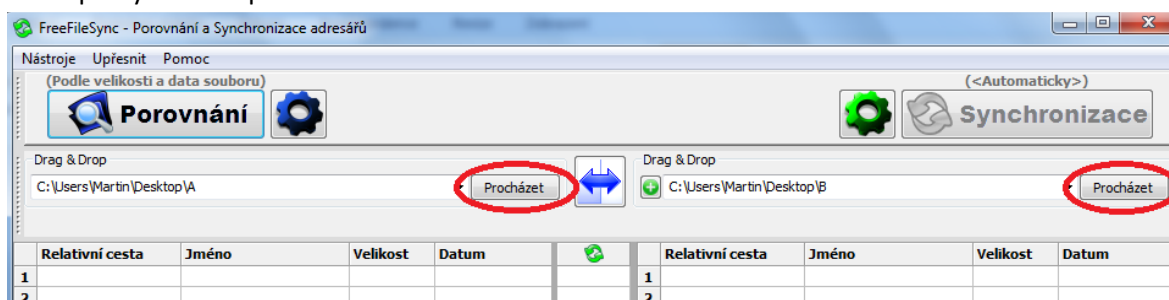 FreeFileSync - Porovnání a Synchronizace adresářů
Nástroje Upřesnit Pomoc
(Podle velikosti a data souboru) (<Automaticky>)
Porovnání Synchronizace
Drag & Drop Drag & Drop
C:\Users\Martin\Desktop\A Procházet C:\Users\Martin\Desktop\B Procházet
Relativní cesta Jméno Velikost Datum Relativní cesta Jméno Velikost Datum
1 1
2 2